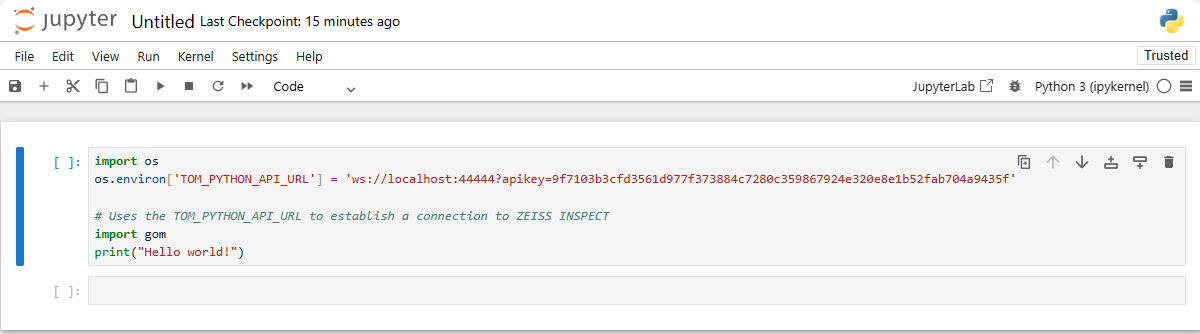 jupyter Untitled Last Checkpoint: 15 minutes ago
File Edit View Run Kernel Settings Help Trusted
Code JupyterLab Python 3 (ipykernel)
[ ]: import os
os.environ['TOM_PYTHON_API_URL'] = 'ws://localhost:44444?apikey=9f7103b3cfd3561d977f373884c7280c359867924e320e8e1b52fab704a9435f'
# Uses the TOM_PYTHON_API_URL to establish a connection to ZEISS INSPECT
import gom
print("Hello world!")
[ ]: